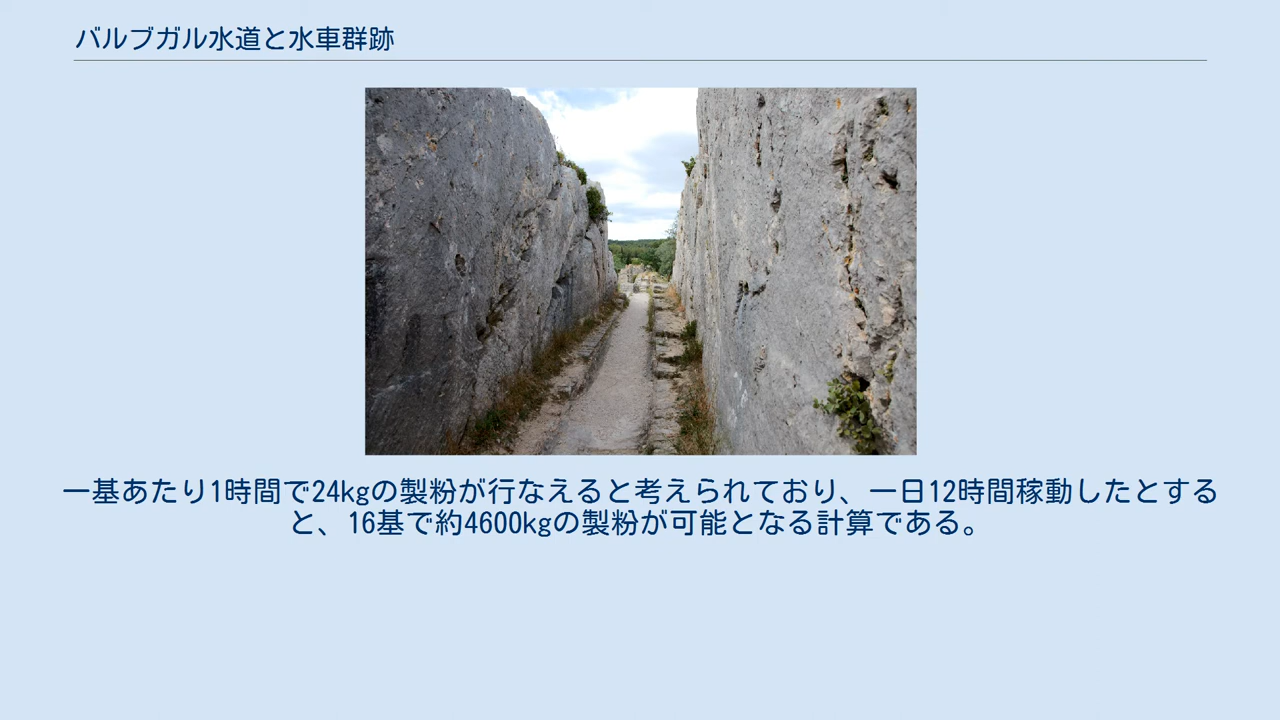 バルブガル水道と水車群跡
一基あたり1時間で24kgの製粉が行なえると考えられており、一日12時間稼動したとする
と、16基で約4600kgの製粉が可能となる計算である。